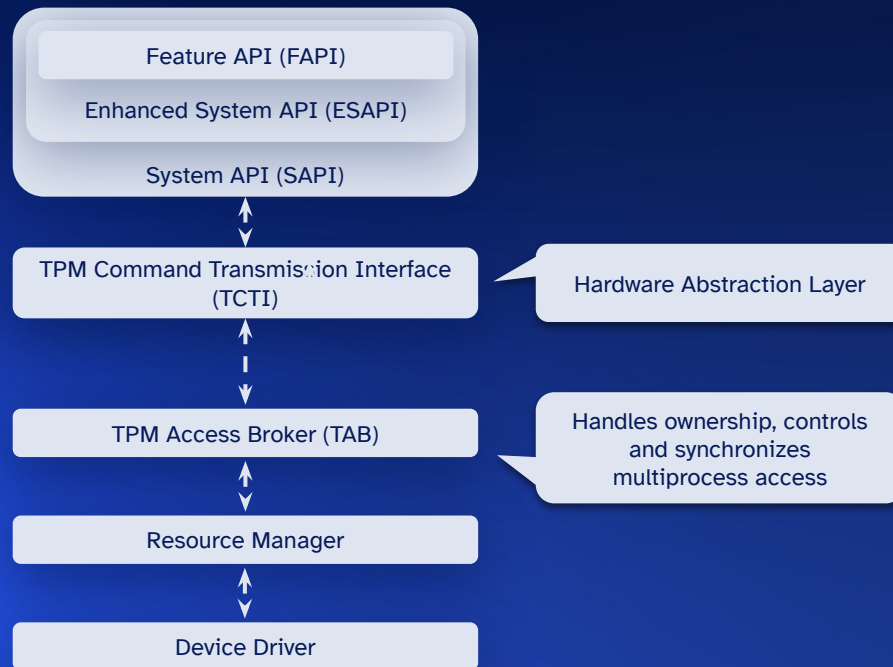 Feature API (FAPI)
Enhanced System API (ESAPI)
System API (SAPI)
TPM Command Transmission Interface
(TCTI)
Hardware Abstraction Layer
TPM Access Broker (TAB)
Handles ownership, controls
and synchronizes
multiprocess access
Resource Manager
Device Driver